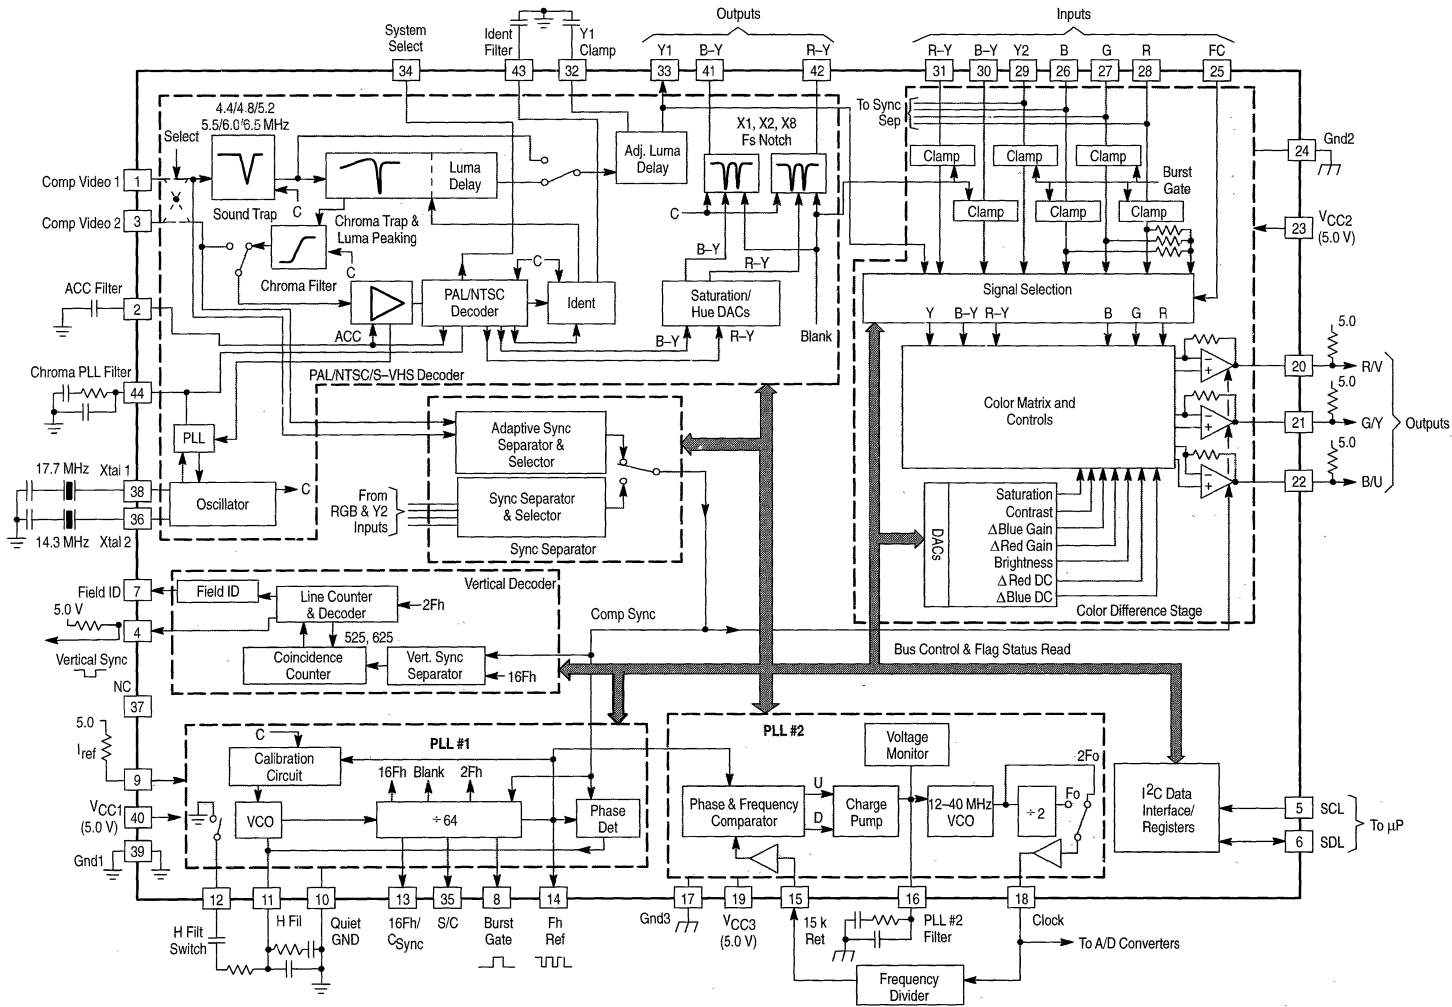 Outputs
Inputs
System
Select
Ident
Filter
Y1
Clamp
Y1
B–Y
R–Y
R–Y
B–Y
Y2
B
G
R
FC
34
43
32
33
41
42
31
30
29
26
27
28
25
4.4/4.8/5.2
5.5/6.0/6.5 MHz
Select
X1, X2, X8
Fs Notch
To Sync
Sep
Gnd2
24
Comp Video 1
1
Luma
Delay
Adj. Luma
Delay
Clamp
Clamp
Clamp
Burst
Gate
C
Sound Trap
Chroma Trap &
Luma Peaking
C
Clamp
Clamp
Clamp
Comp Video 2
3
23
VCC2
(5.0 V)
B–Y
R–Y
C
Chroma Filter
C
ACC Filter
2
PAL/NTSC
Decoder
Ident
Saturation/
Hue DACs
Signal Selection
Y
B–Y
R–Y
B
G
R
ACC
B–Y
R–Y
Blank
5.0
PAL/NTSC/S–VHS Decoder
Chroma PLL Filter
44
20
R/V
5.0
Color Matrix and
Controls
21
G/Y
Outputs
5.0
22
B/U
PLL
Adaptive Sync
Separator &
Selector
17.7 MHz
Xtal 1
38
Oscillator
C
36
14.3 MHz
Xtal 2
From
RGB & Y2
Inputs
Sync Separator
& Selector
Sync Separator
DACs
Saturation
Contrast
ΔBlue Gain
ΔRed Gain
Brightness
Δ Red DC
Δ Blue DC
Color Difference Stage
Vertical Decoder
Field ID
7
Field ID
Line Counter
& Decoder
2Fh
5.0 V
4
Comp Sync
525, 625
Vertical Sync
Coincidence
Counter
Vert. Sync
Separator
16Fh
Bus Control & Flag Status Read
NC
37
5.0
Iref
9
PLL #1
C
Calibration
Circuit
16Fh
Blank
2Fh
VCC1
(5.0 V)
40
VCO
÷ 64
Phase
Det
Gnd1
39
PLL #2
Voltage
Monitor
2Fo
Phase & Frequency
Comparator
U
D
Charge
Pump
12–40 MHz
VCO
÷ 2
Fo
I2C Data
Interface/
Registers
5
SCL
6
SDL
To µP
12
11
10
13
35
8
14
17
19
15
16
18
H Filt
Switch
H Fil
Quiet
GND
16Fh/
CSync
S/C
Burst
Gate
Fh
Ref
Gnd3
VCC3
(5.0 V)
15 k
Ret
PLL #2
Filter
Clock
To A/D Converters
Frequency
Divider